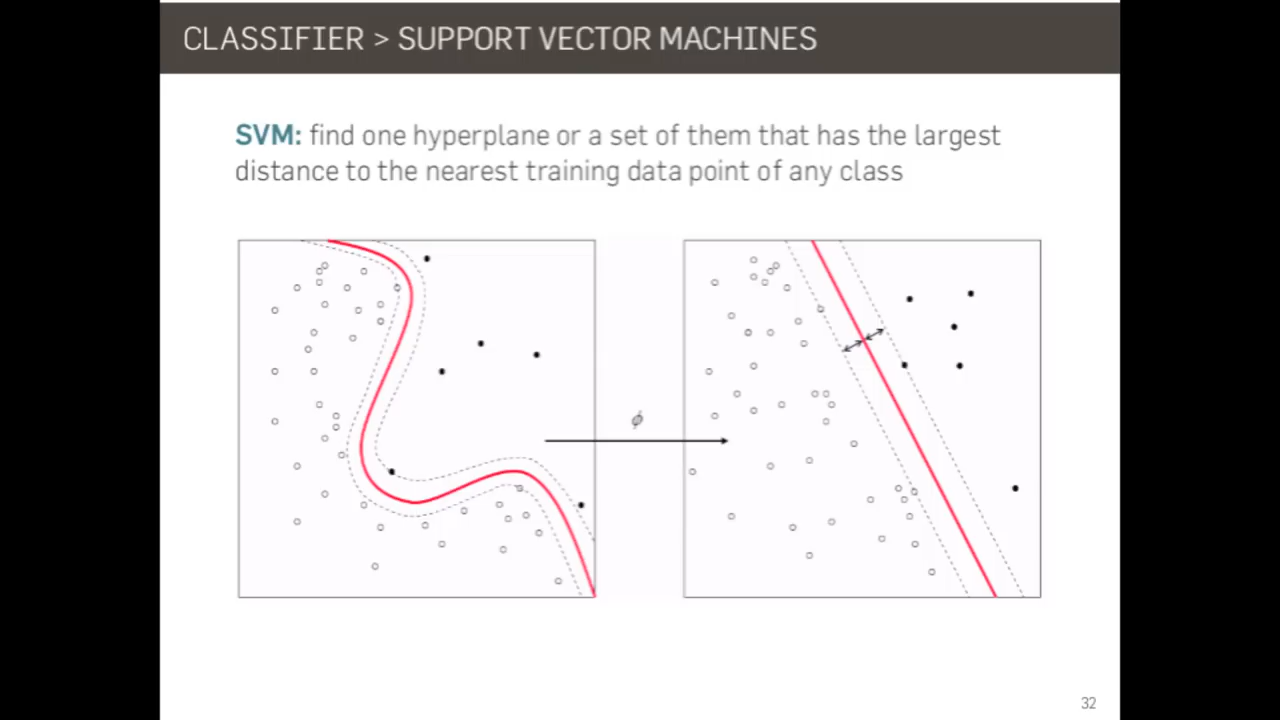 CLASSIFIER > SUPPORT VECTOR MACHINES
SVM: find one hyperplane or a set of them that has the largest
distance to the nearest training data point of any class
ϕ
32